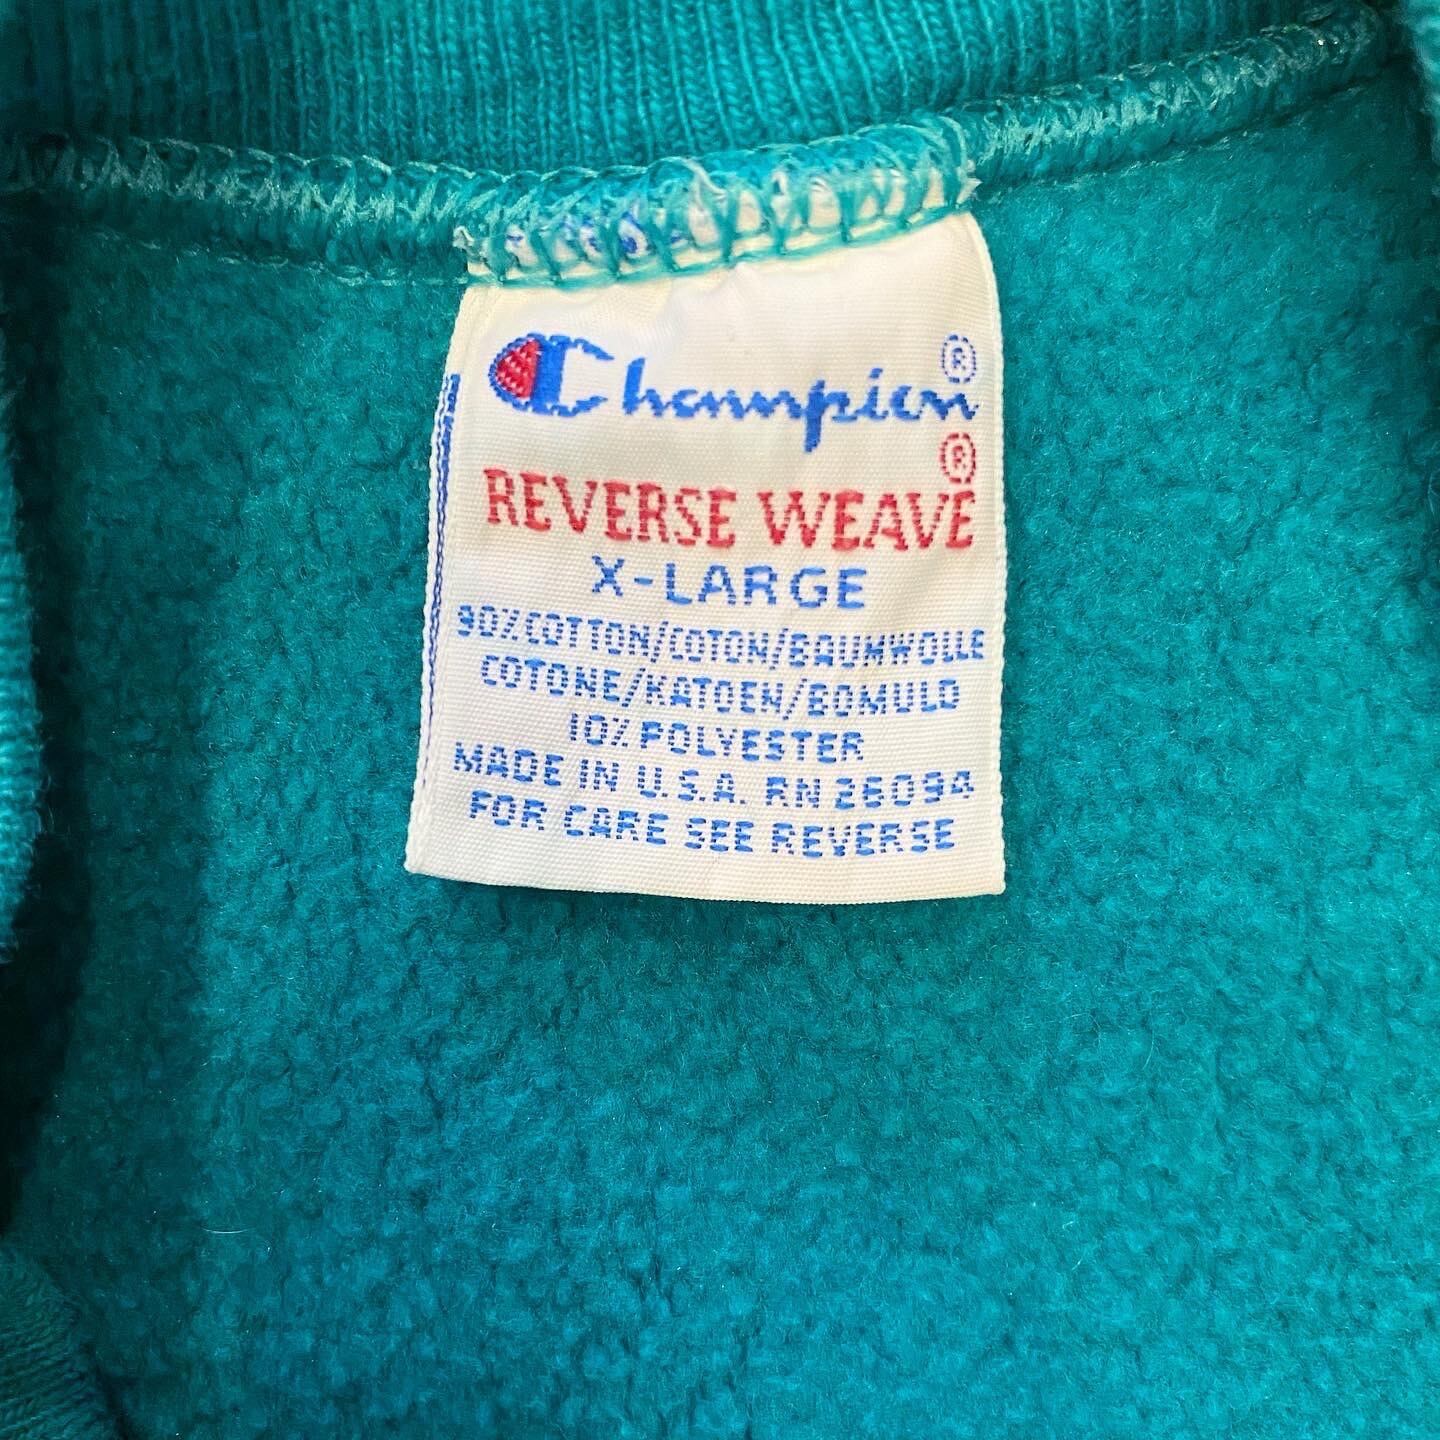 Champion®
REVERSE WEAVE®
X-LARGE
90% COTTON/COTON/BAUMWOLLE
COTONE/KATOEN/BOMULD
10% POLYESTER
MADE IN U.S.A. RN 26094
FOR CARE SEE REVERSE